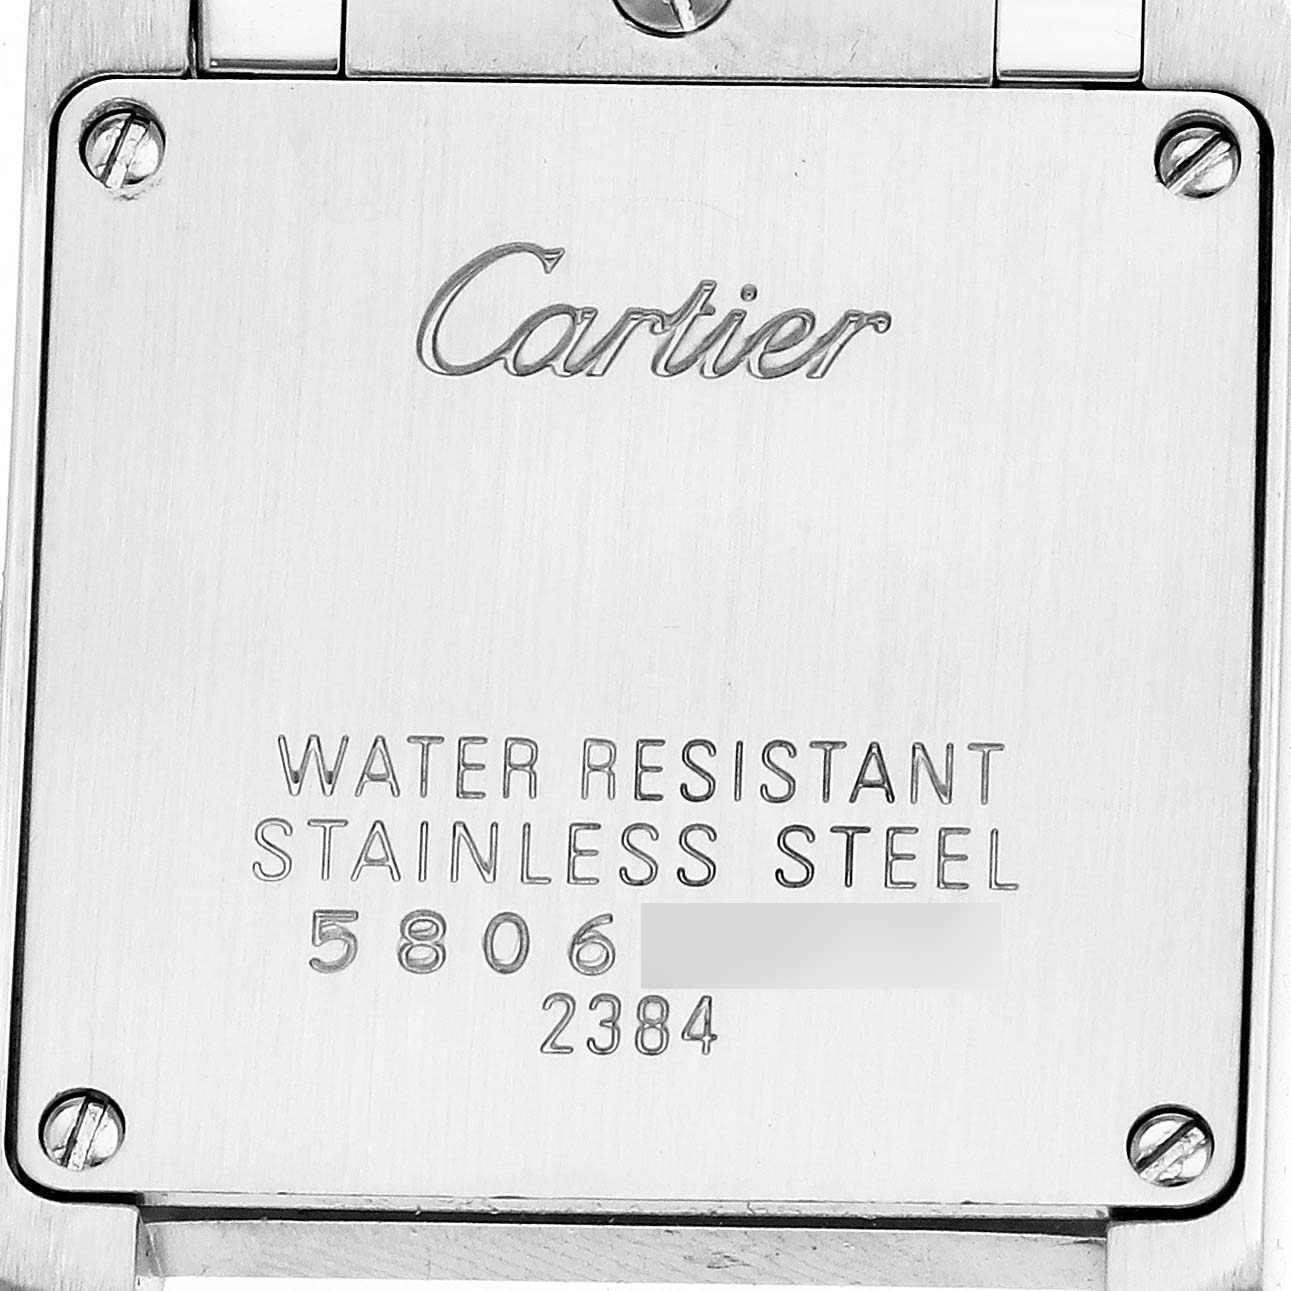 Cartier
WATER RESISTANT
STAINLESS STEEL
5806
2384